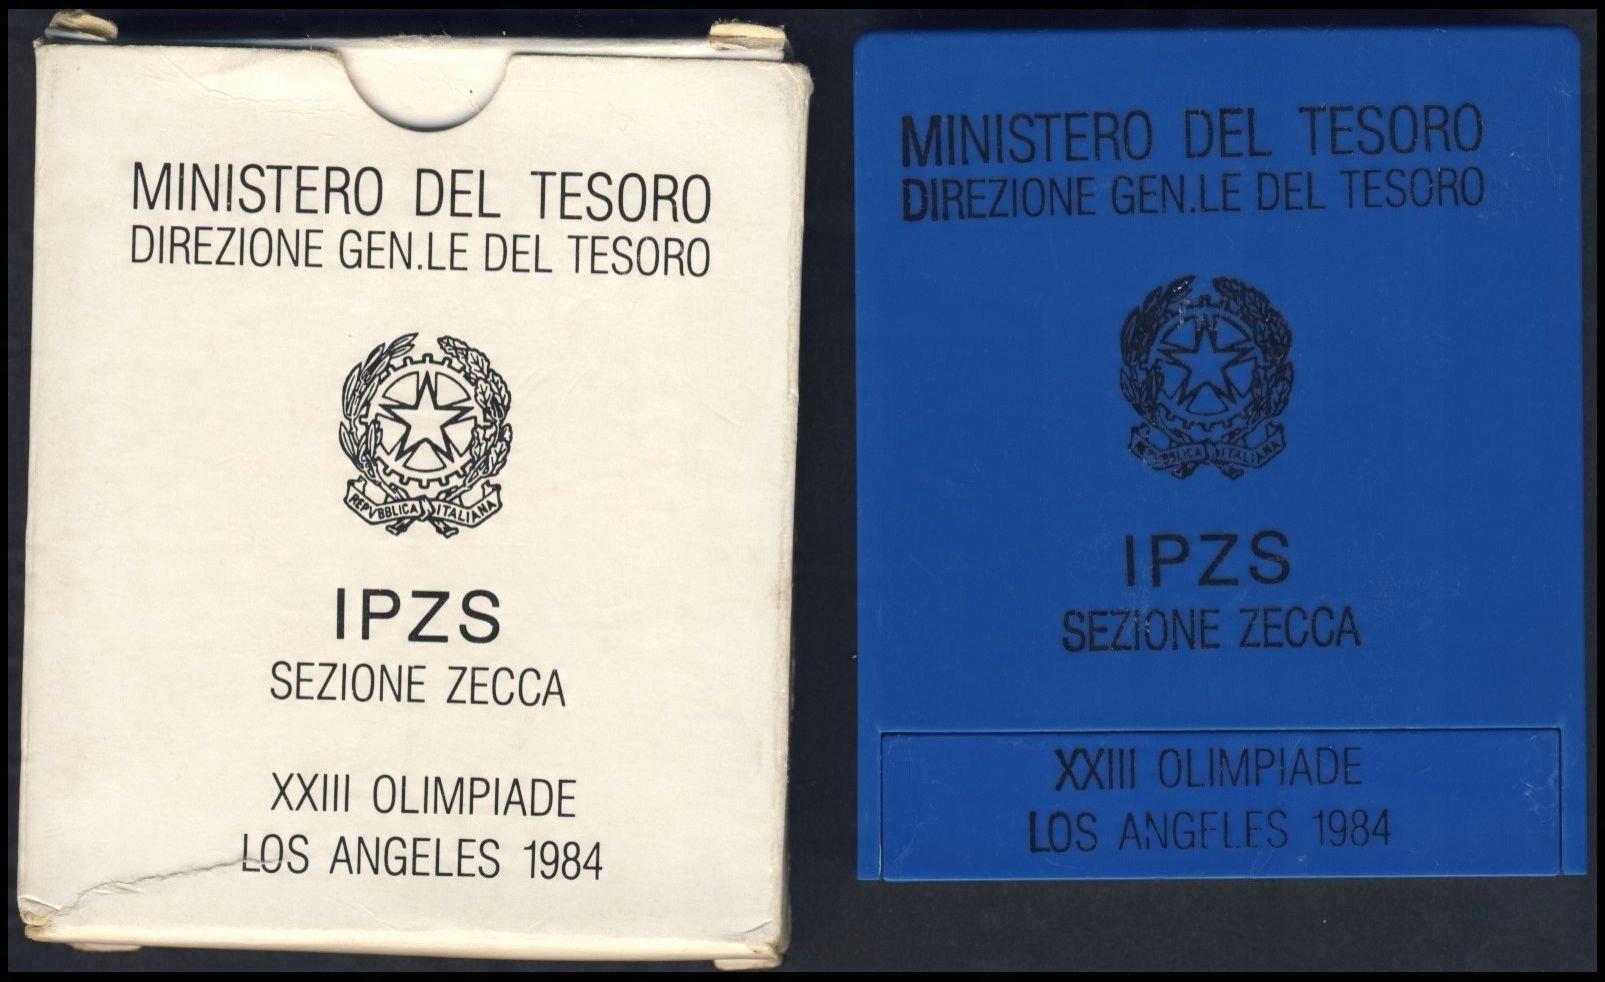 MINISTERO DEL TESORO
DIREZIONE GEN.LE DEL TESORO
REPVBBLICA ITALIANA
IPZS
SEZIONE ZECCA
XXIII OLIMPIADE
LOS ANGELES 1984
MINISTERO DEL TESORO
DIREZIONE GEN.LE DEL TESORO
REPVBBLICA ITALIANA
IPZS
SEZIONE ZECCA
XXIII OLIMPIADE
LOS ANGELES 1984